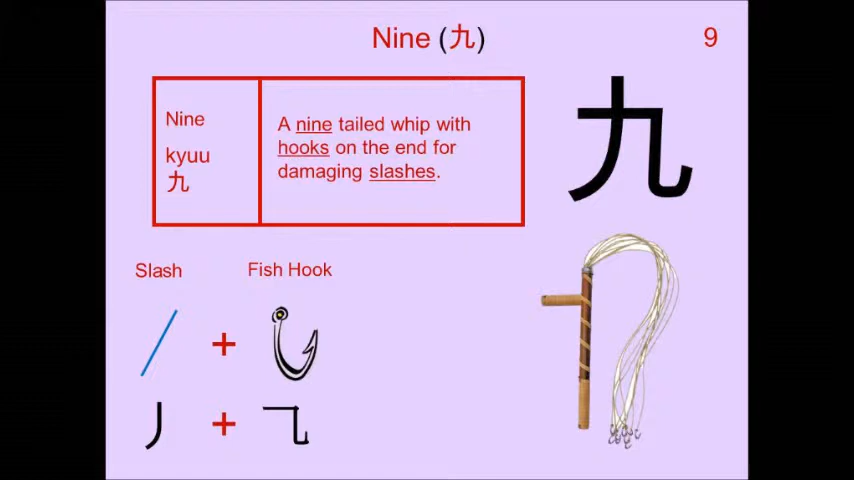 Nine (九)
9
Nine
kyuu
九
A nine tailed whip with
hooks on the end for
damaging slashes.
九
Slash
Fish Hook
+
丿 + ⺄